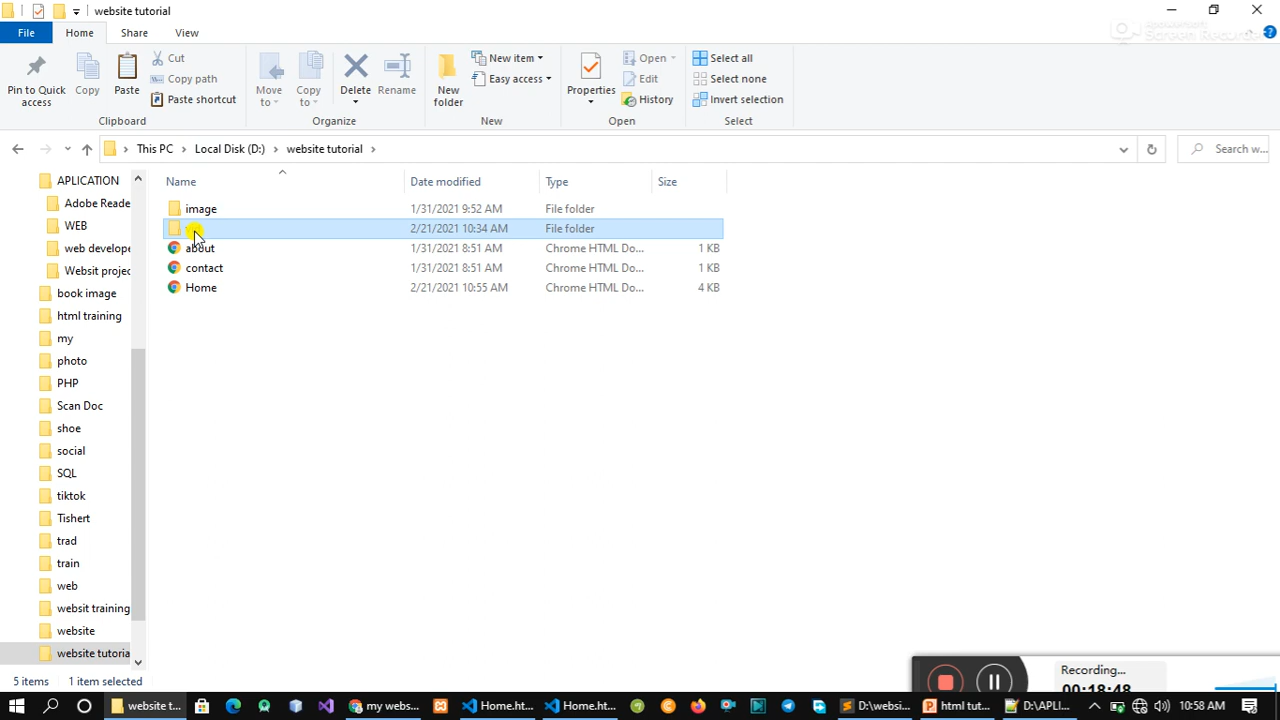 website tutorial
File
Home
Share
View
Pin to Quick access
Copy
Paste
Cut
Copy path
Paste shortcut
Clipboard
Move to
Copy to
Delete
Rename
Organize
New folder
New item
Easy access
New
Properties
Open
Edit
History
Open
Select all
Select none
Invert selection
Select
This PC
Local Disk (D:)
website tutorial
Search w...
Name
Date modified
Type
Size
image 1/31/2021 9:52 AM File folder
2/21/2021 10:34 AM File folder
about 1/31/2021 8:51 AM Chrome HTML Do... 1 KB
contact 1/31/2021 8:51 AM Chrome HTML Do... 1 KB
Home 2/21/2021 10:55 AM Chrome HTML Do... 4 KB
APLICATION
Adobe Reade
WEB
web develope
Websit projec
book image
html training
my
photo
PHP
Scan Doc
shoe
social
SQL
tiktok
Tishert
trad
train
web
websit training
website
website tutoria
5 items
1 item selected
Recording...
00:18:48
website t...
my webs...
Home.ht...
Home.ht...
D:\websi...
html tut...
D:\APLI...
10:58 AM